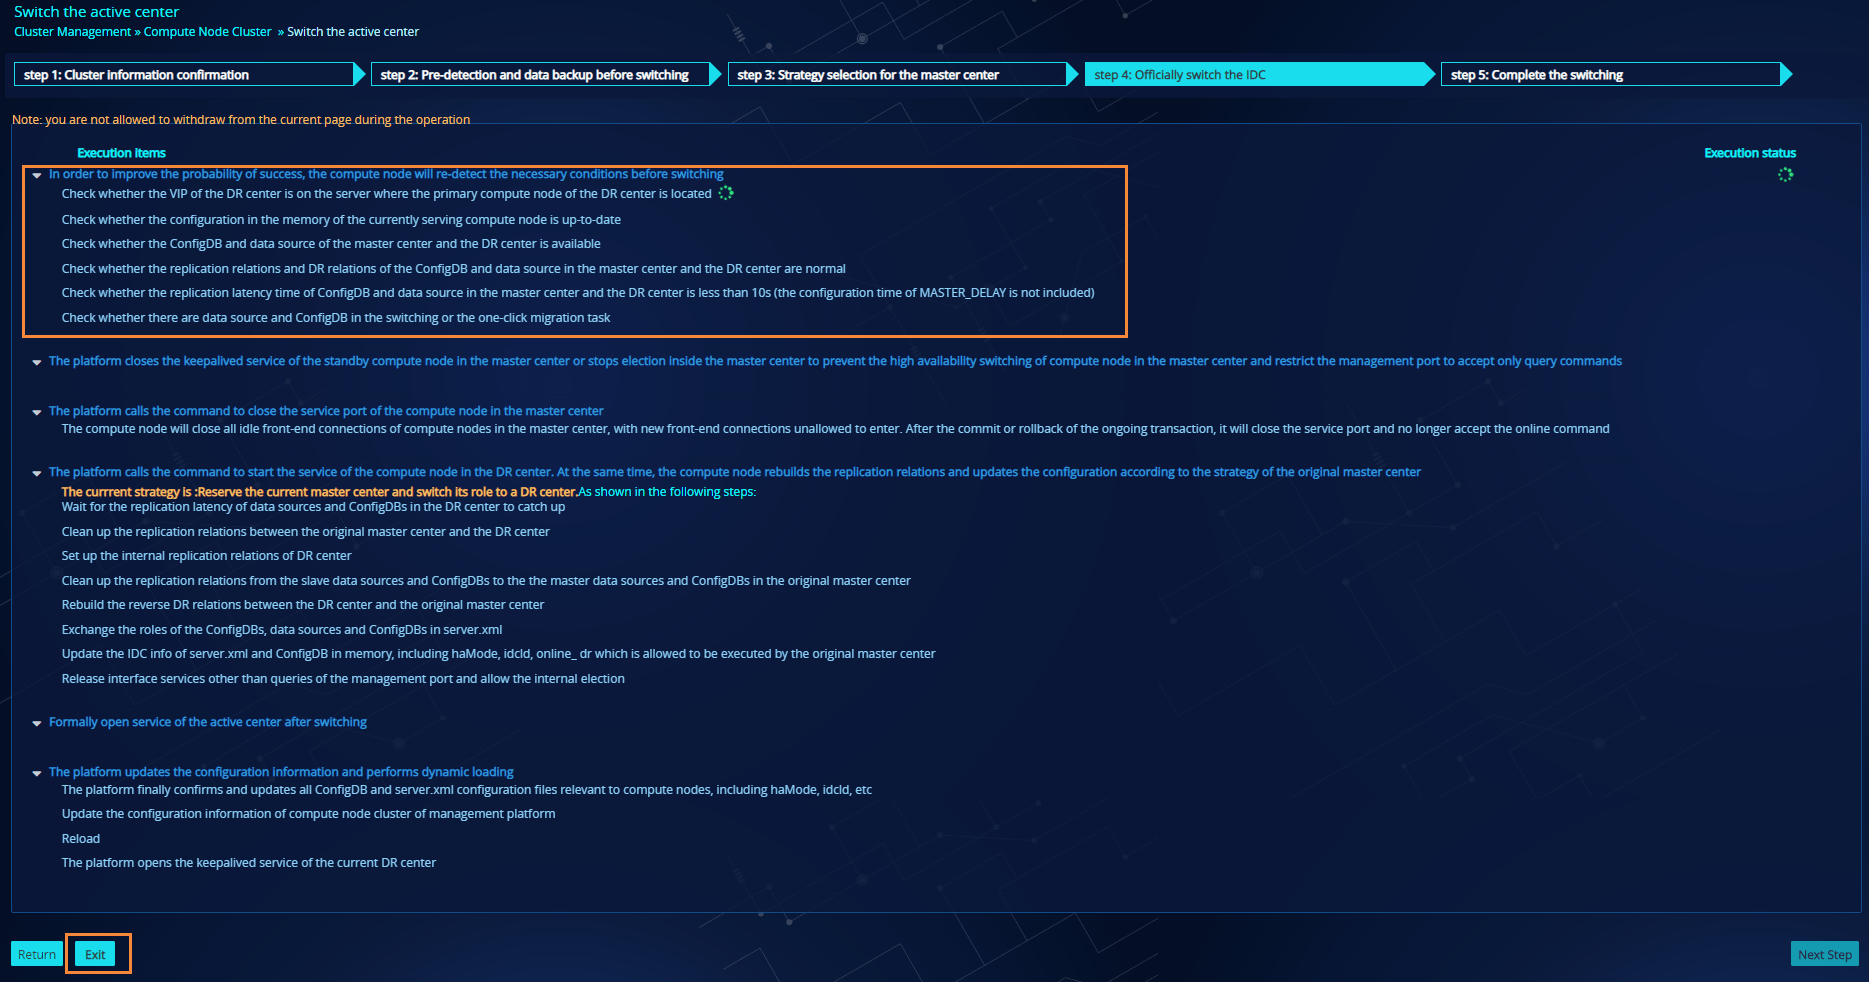 Switch the active center
Cluster Management » Compute Node Cluster » Switch the active center
step 1: Cluster information confirmation
step 2: Pre-detection and data backup before switching
step 3: Strategy selection for the master center
step 4: Officially switch the IDC
step 5: Complete the switching
Note: you are not allowed to withdraw from the current page during the operation
Execution items
Execution status
In order to improve the probability of success, the compute node will re-detect the necessary conditions before switching
Check whether the VIP of the DR center is on the server where the primary compute node of the DR center is located
Check whether the configuration in the memory of the currently serving compute node is up-to-date
Check whether the ConfigDB and data source of the master center and the DR center is available
Check whether the replication relations and DR relations of the ConfigDB and data source in the master center and the DR center are normal
Check whether the replication latency time of ConfigDB and data source in the master center and the DR center is less than 10s (the configuration time of MASTER_DELAY is not included)
Check whether there are data source and ConfigDB in the switching or the one-click migration task
The platform closes the keepalived service of the standby compute node in the master center or stops election inside the master center to prevent the high availability switching of compute node in the master center and restrict the management port to accept only query commands
The platform calls the command to close the service port of the compute node in the master center
The compute node will close all idle front-end connections of compute nodes in the master center, with new front-end connections unallowed to enter. After the commit or rollback of the ongoing transaction, it will close the service port and no longer accept the online command
The platform calls the command to start the service of the compute node in the DR center. At the same time, the compute node rebuilds the replication relations and updates the configuration according to the strategy of the original master center
The currrent strategy is :Reserve the current master center and switch its role to a DR center.As shown in the following steps:
Wait for the replication latency of data sources and ConfigDBs in the DR center to catch up
Clean up the replication relations between the original master center and the DR center
Set up the internal replication relations of DR center
Clean up the replication relations from the slave data sources and ConfigDBs to the the master data sources and ConfigDBs in the original master center
Rebuild the reverse DR relations between the DR center and the original master center
Exchange the roles of the ConfigDBs, data sources and ConfigDBs in server.xml
Update the IDC info of server.xml and ConfigDB in memory, including haMode, idcId, online_ dr which is allowed to be executed by the original master center
Release interface services other than queries of the management port and allow the internal election
Formally open service of the active center after switching
The platform updates the configuration information and performs dynamic loading
The platform finally confirms and updates all ConfigDB and server.xml configuration files relevant to compute nodes, including haMode, idcId, etc
Update the configuration information of compute node cluster of management platform
Reload
The platform opens the keepalived service of the current DR center
Return
Exit
Next Step